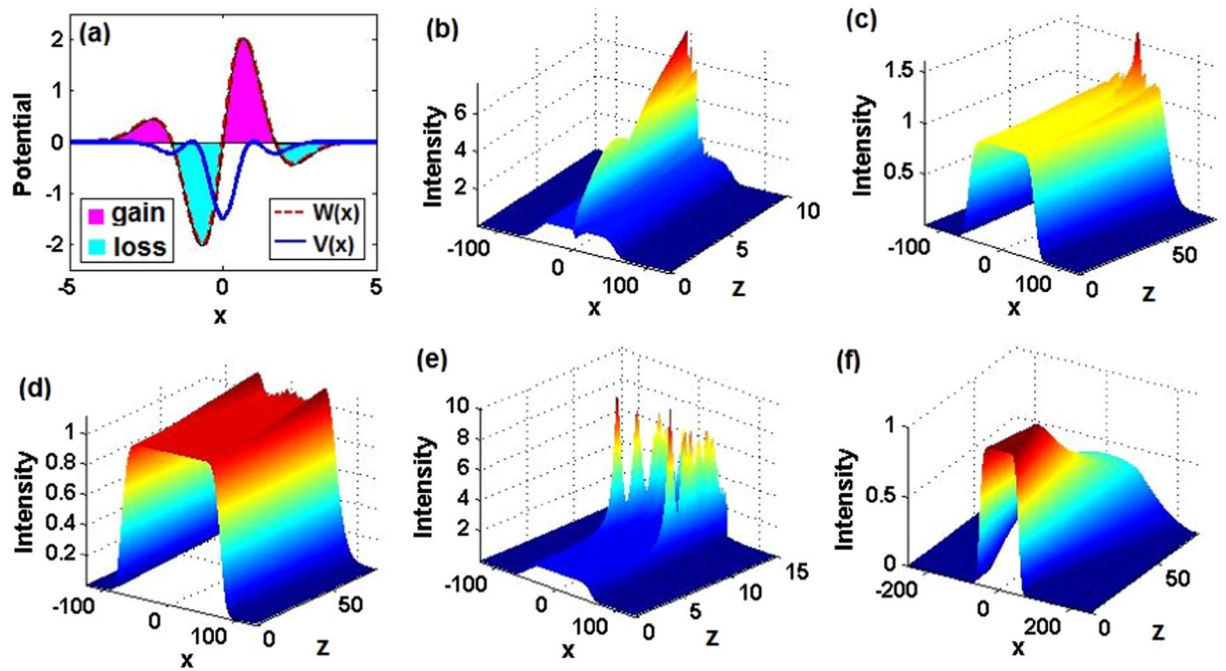 (a)
Potential
2
1
0
-1
-2
gain
loss
W(x)
V(x)
-5
0
5
x
(b)
Intensity
6
4
2
-100
0
100
x
0
5
10
z
(c)
Intensity
1.5
1
0.5
-100
0
100
x
0
50
z
(d)
Intensity
1
0.8
0.6
0.4
0.2
-100
0
100
x
0
50
z
(e)
Intensity
10
8
6
4
2
-100
0
100
x
0
5
10
15
z
(f)
Intensity
1
0.5
0
-200
0
200
x
0
50
z